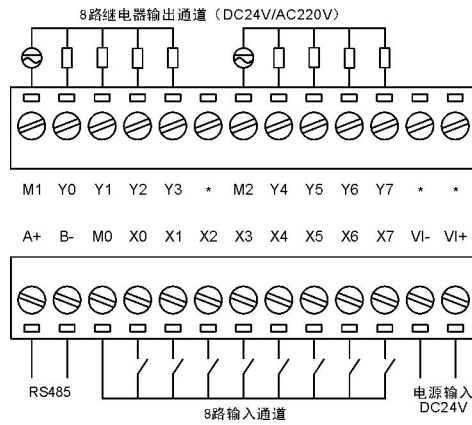 8路继电器输出通道（DC24V/AC220V）
M1 Y0 Y1 Y2 Y3 * M2 Y4 Y5 Y6 Y7 * *
A+ B- M0 X0 X1 X2 X3 X4 X5 X6 X7 VI- VI+
RS485
8路输入通道
电源输入
DC24V